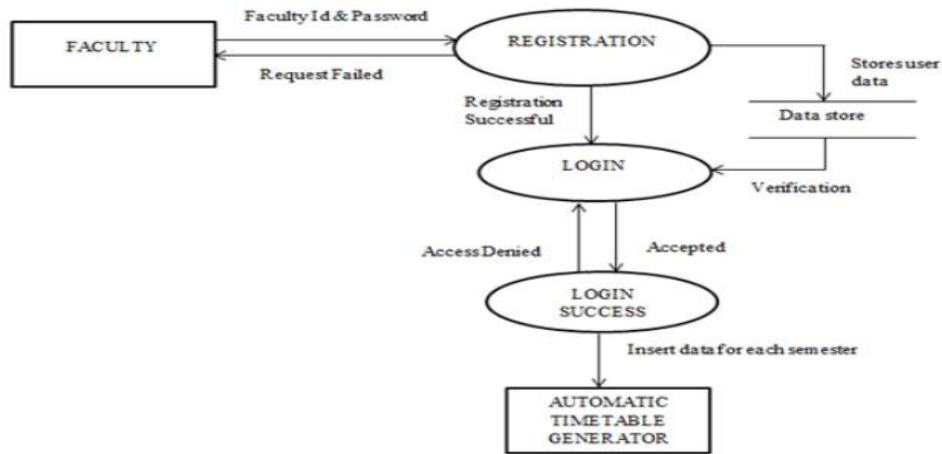 Faculty Id & Password
FACULTY
REGISTRATION
Request Failed
Stores user
data
Registration
Successful
Data store
LOGIN
Verification
Access Denied
Accepted
LOGIN
SUCCESS
Insert data for each semester
AUTOMATIC
TIMETABLE
GENERATOR